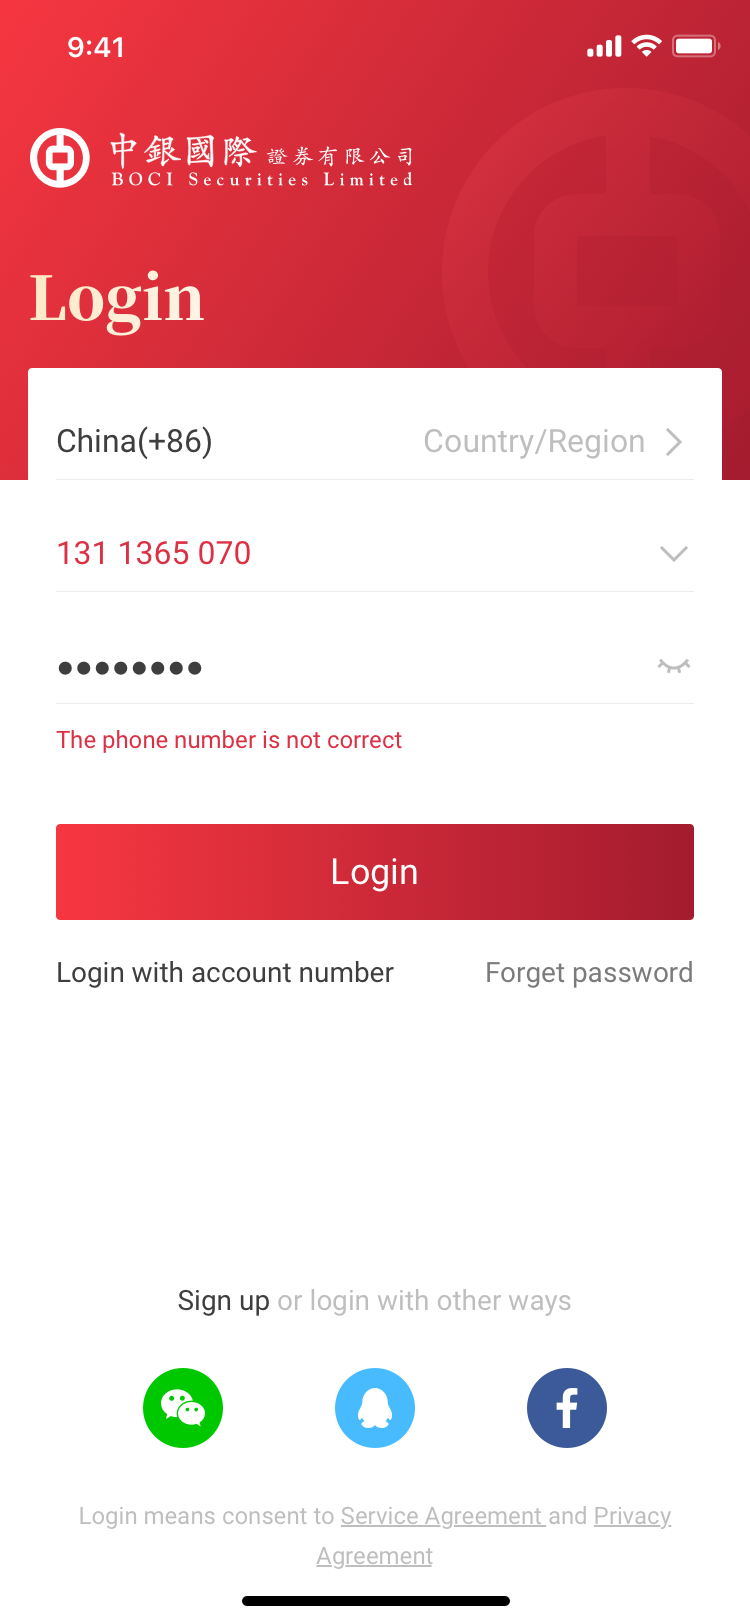 9:41
中銀國際 證券有限公司
BOCI Securities Limited
Login
China(+86) Country/Region
131 1365 070
The phone number is not correct
Login
Login with account number Forget password
Sign up or login with other ways
Login means consent to Service Agreement and Privacy
Agreement